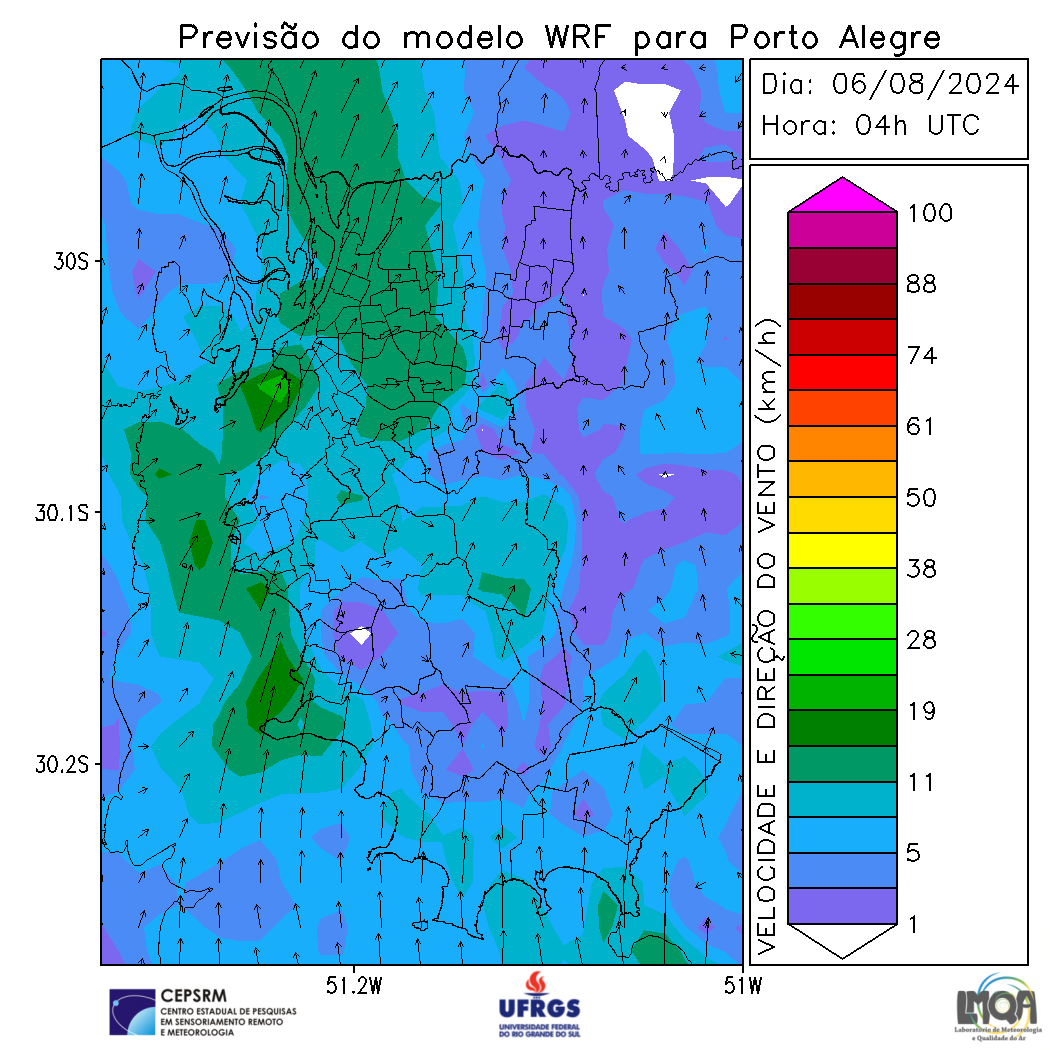 Previsão do modelo WRF para Porto Alegre
Dia: 06/08/2024
Hora: 04h UTC
30S
30.1S
30.2S
51.2W
51W
VELOCIDADE E DIREÇÃO DO VENTO (km/h)
100
88
74
61
50
38
28
19
11
5
1
CEPSRM
CENTRO ESTADUAL DE PESQUISAS
EM SENSORIAMENTO REMOTO
E METEOROLOGIA
UFRGS
UNIVERSIDADE FEDERAL
DO RIO GRANDE DO SUL
LMQA
Laboratório de Meteorologia
e Qualidade do Ar